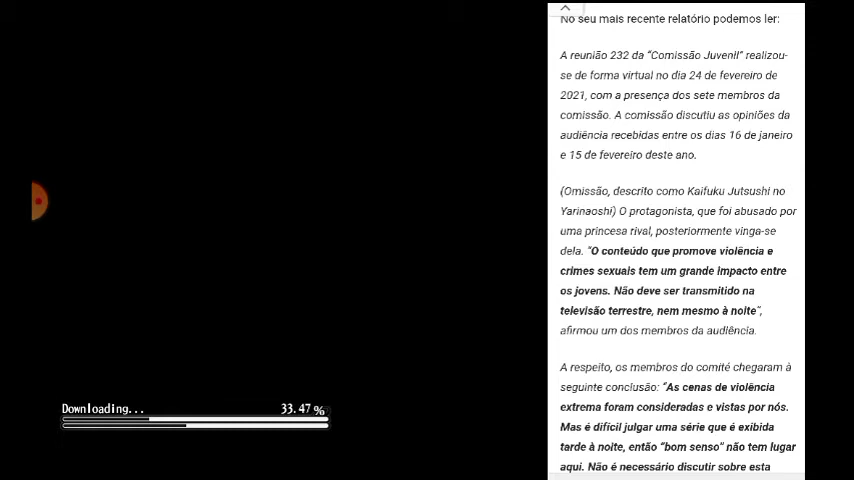 No seu mais recente relatório podemos ler:
A reunião 232 da “Comissão Juvenil” realizou-
se de forma virtual no dia 24 de fevereiro de
2021, com a presença dos sete membros da
comissão. A comissão discutiu as opiniões da
audiência recebidas entre os dias 16 de janeiro
e 15 de fevereiro deste ano.
(Omissão, descrito como Kaifuku Jutsushi no
Yarinaoshi) O protagonista, que foi abusado por
uma princesa rival, posteriormente vinga-se
dela. “O conteúdo que promove violência e
crimes sexuais tem um grande impacto entre
os jovens. Não deve ser transmitido na
televisão terrestre, nem mesmo à noite”,
afirmou um dos membros da audiência.
A respeito, os membros do comité chegaram à
seguinte conclusão: “As cenas de violência
extrema foram consideradas e vistas por nós.
Mas é difícil julgar uma série que é exibida
tarde à noite, então “bom senso” não tem lugar
aqui. Não é necessário discutir sobre esta
Downloading... 33.47 %